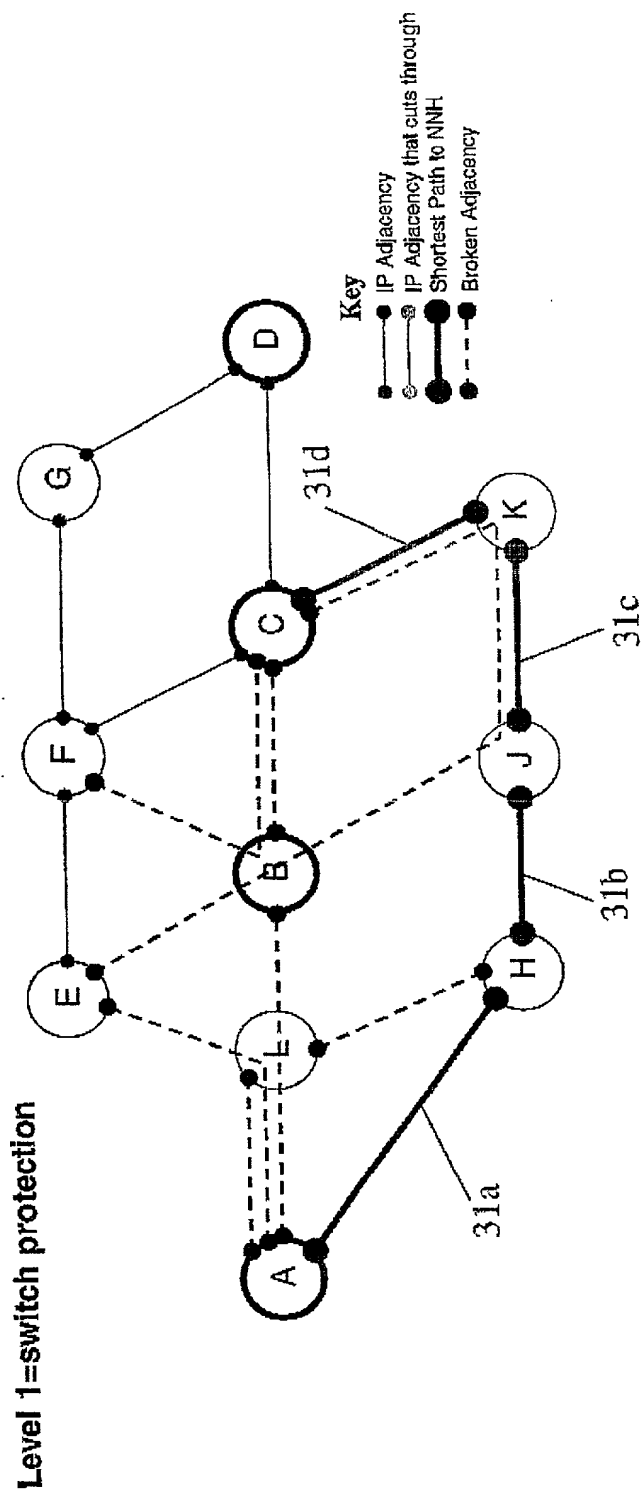 Level 1=switch protection
G
F
E
D
C
B
L
A
K
J
H
31a
31b
31c
31d
Key
IP Adjacency
IP Adjacency that cuts through
Shortest Path to NNH
Broken Adjacency